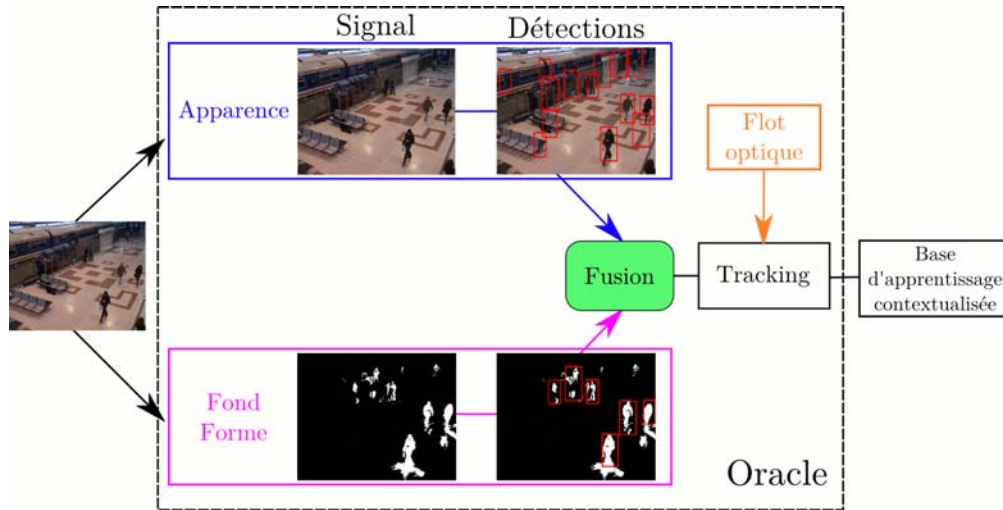 Signal
Détections
Apparence
Flot
optique
Fusion
Tracking
Base
d'apprentissage
contextualisée
Fond
Forme
Oracle